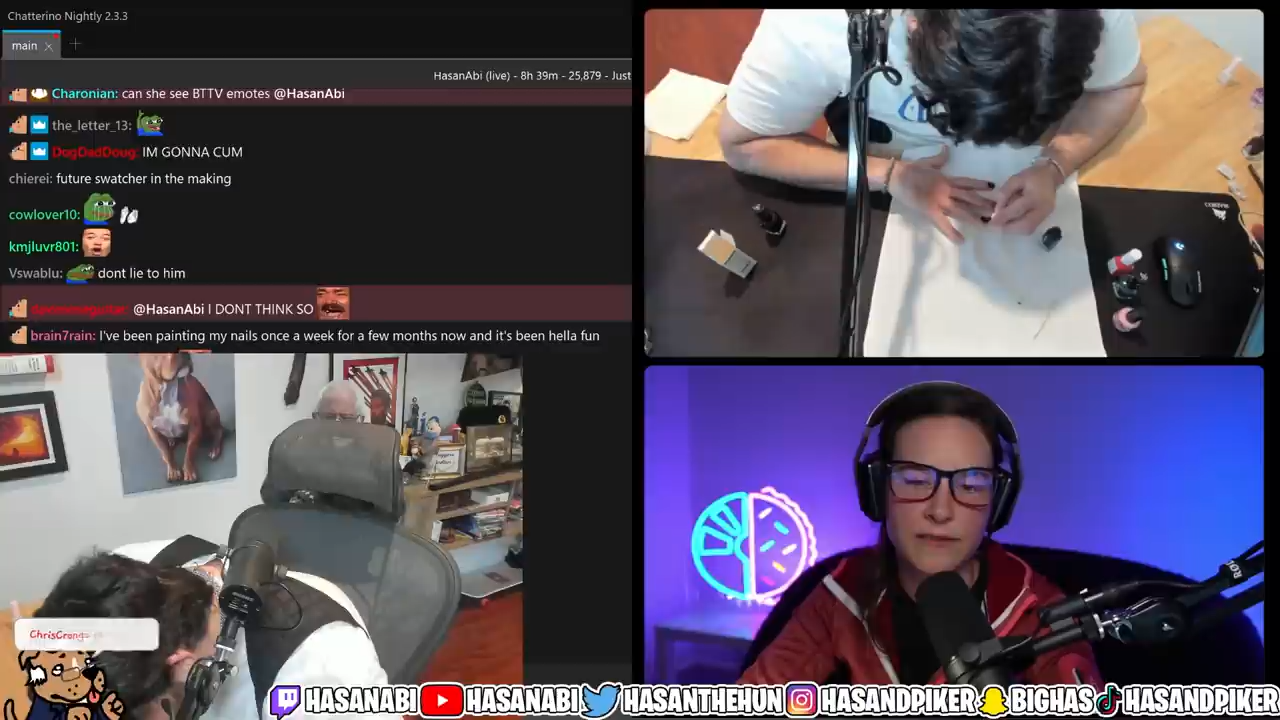 Chatterino Nightly 2.3.3
main
HasanAbi (live) - 8h 39m - 25,879 - Just
Charonian: can she see BTTV emotes @HasanAbi
the_letter_13:
DogDadDoug: IM GONNA CUM
chierei: future swatcher in the making
cowlover10:
kmjluvr801:
Vswablu: dont lie to him
@HasanAbi I DONT THINK SO
brain7rain: I've been painting my nails once a week for a few months now and it's been hella fun
HASANABI HASANABI HASANTHEHUN HASANDPIKER BIGHAS HASANDPIKER